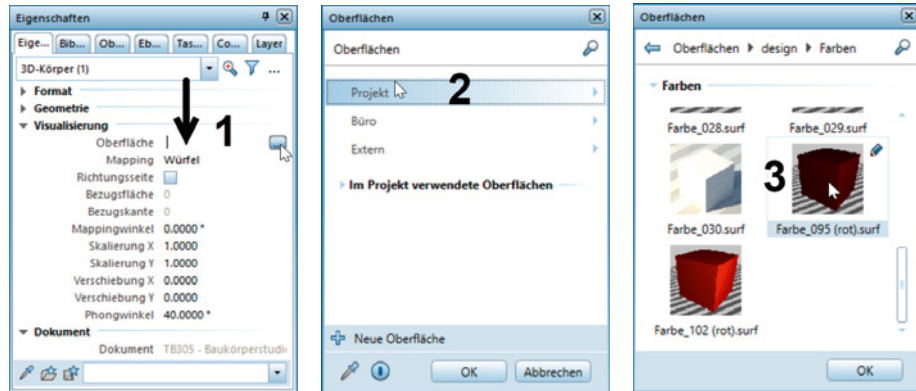 Eigenschaften
Eige...
Bib...
Ob...
Eb...
Tas...
Co...
Layer
3D-Körper (1)
...
Format
Geometrie
Visualisierung
1
Oberfläche
...
Mapping Würfel
Richtungsseite
Bezugsfläche 0
Bezugskante 0
Mappingwinkel 0.0000 *
Skalierung X 1.0000
Skalierung Y 1.0000
Verschiebung X 0.0000
Verschiebung Y 0.0000
Phongwinkel 40.0000 *
Dokument
Dokument TB305 - Baukörperstudi
Oberflächen
Oberflächen
Projekt
2
Büro
Extern
Im Projekt verwendete Oberflächen
Neue Oberfläche
OK
Abbrechen
Oberflächen
Oberflächen design Farben
Farben
Farbe_028.surf
Farbe_029.surf
3
Farbe_030.surf
Farbe_095 (rot).surf
Farbe_102 (rot).surf
OK